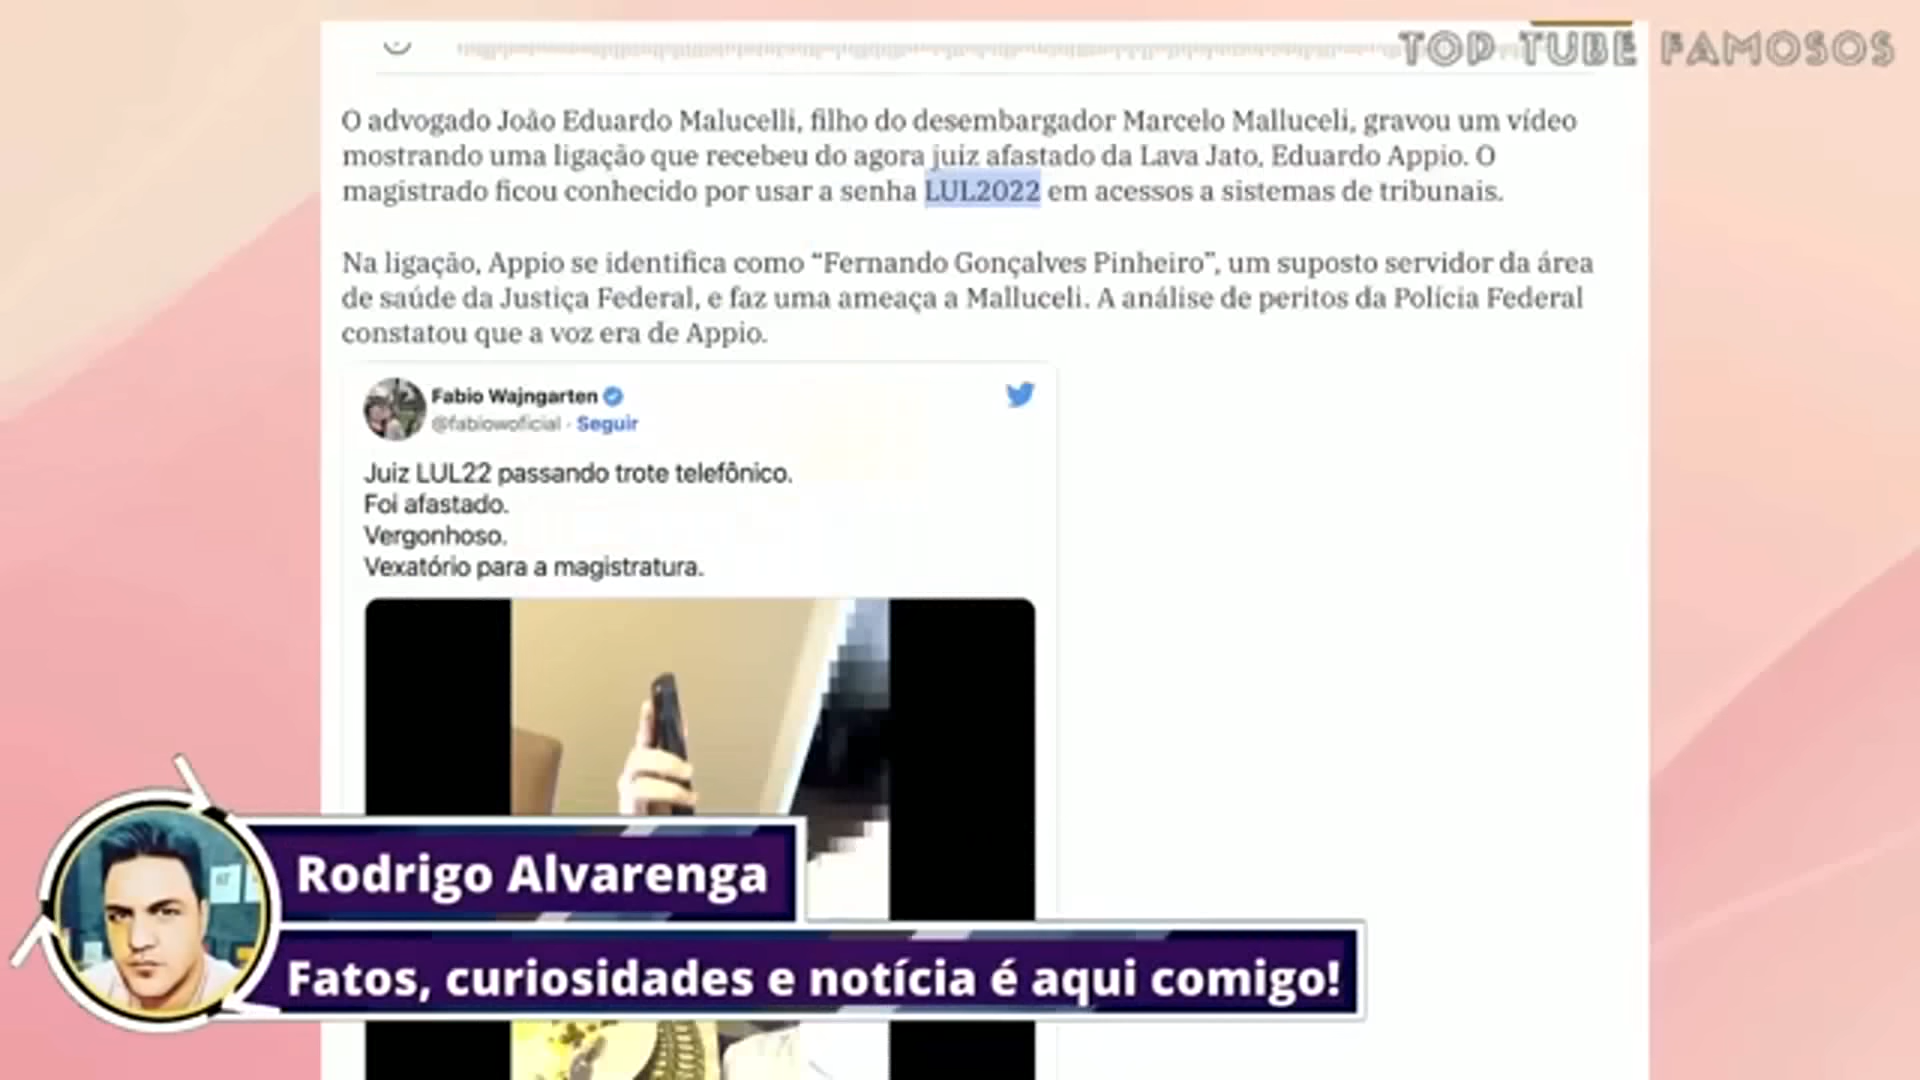 TOP TUBE FAMOSOS
O advogado João Eduardo Malucelli, filho do desembargador Marcelo Malluceli, gravou um vídeo
mostrando uma ligação que recebeu do agora juiz afastado da Lava Jato, Eduardo Appio. O
magistrado ficou conhecido por usar a senha LUL2022 em acessos a sistemas de tribunais.
Na ligação, Appio se identifica como “Fernando Gonçalves Pinheiro”, um suposto servidor da área
de saúde da Justiça Federal, e faz uma ameaça a Malluceli. A análise de peritos da Polícia Federal
constatou que a voz era de Appio.
Fabio Wajngarten
@fabiowoficial · Seguir
Juiz LUL22 passando trote telefônico.
Foi afastado.
Vergonhoso.
Vexatório para a magistratura.
Rodrigo Alvarenga
Fatos, curiosidades e notícia é aqui comigo!